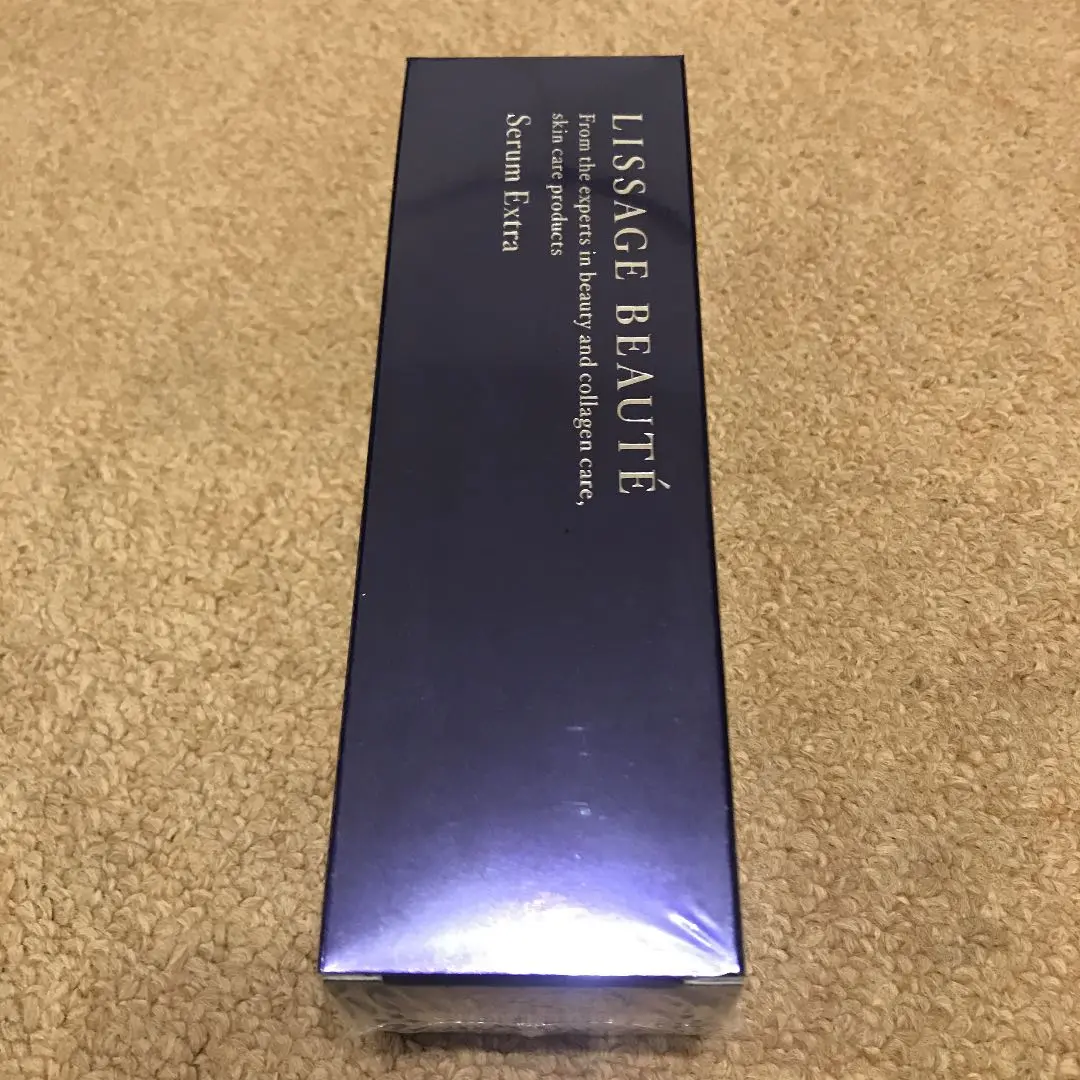 LISSAGE BEAUTÉ
From the experts in beauty and collagen care,
skin care products
Serum Extra